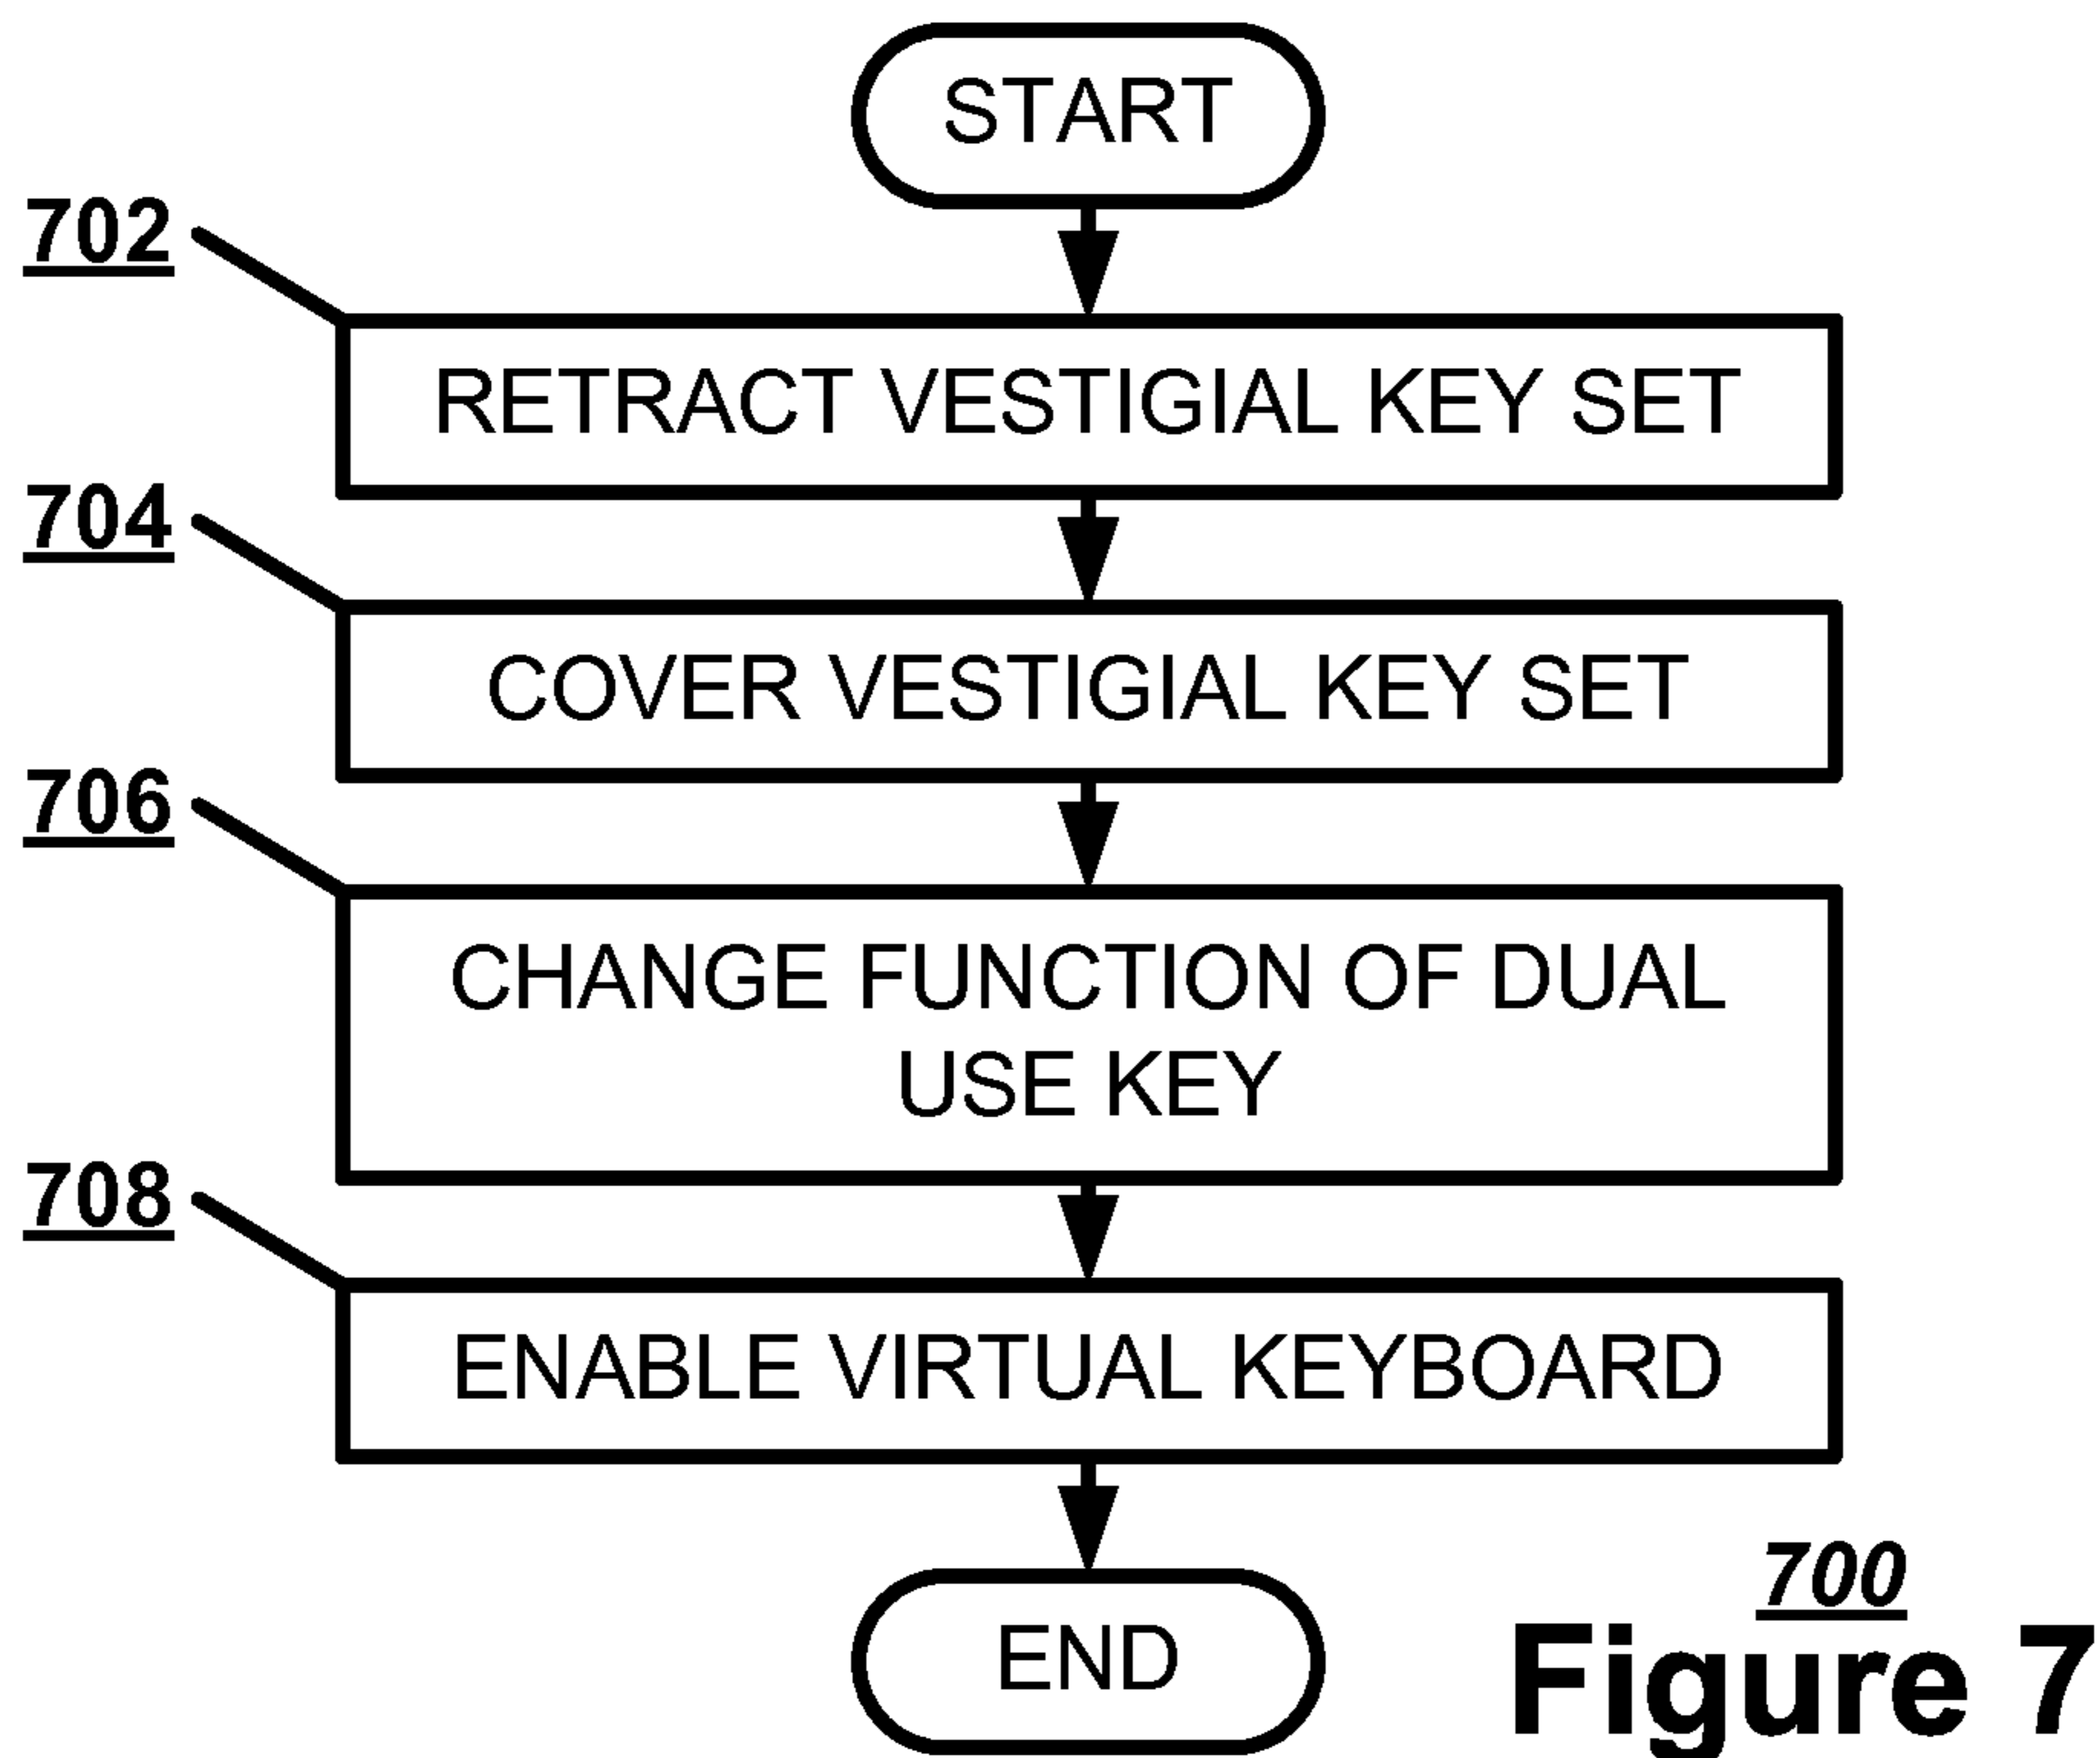 START
702
RETRACT VESTIGIAL KEY SET
704
COVER VESTIGIAL KEY SET
706
CHANGE FUNCTION OF DUAL
USE KEY
708
ENABLE VIRTUAL KEYBOARD
END
700
Figure 7